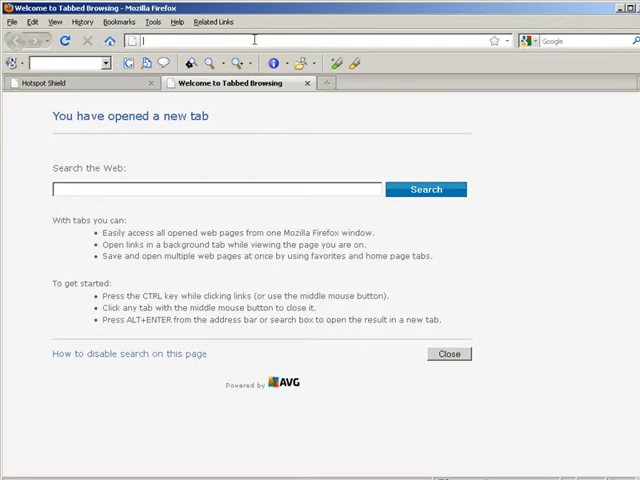 Welcome to Tabbed Browsing - Mozilla Firefox
File Edit View History Bookmarks Tools Help Related Links
Google
Hotspot Shield
Welcome to Tabbed Browsing
You have opened a new tab
Search the Web:
Search
With tabs you can:
Easily access all opened web pages from one Mozilla Firefox window.
Open links in a background tab while viewing the page you are on.
Save and open multiple web pages at once by using favorites and home page tabs.
To get started:
Press the CTRL key while clicking links (or use the middle mouse button).
Click any tab with the middle mouse button to close it.
Press ALT+ENTER from the address bar or search box to open the result in a new tab.
How to disable search on this page
Close
Powered by AVG